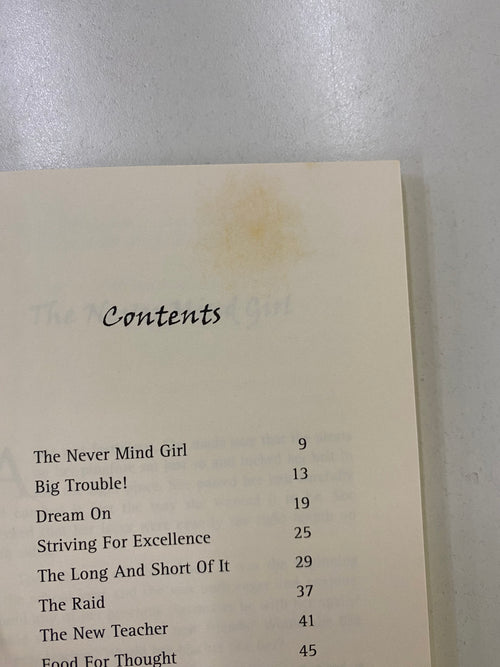 Contents
The Never Mind Girl 9
Big Trouble! 13
Dream On 19
Striving For Excellence 25
The Long And Short Of It 29
The Raid 37
The New Teacher 41
Food For Thought 45